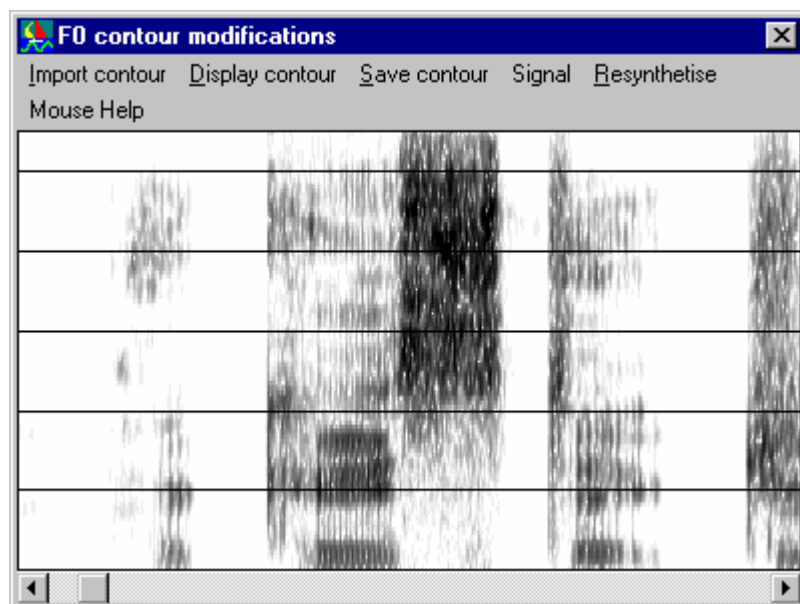 F0 contour modifications
Import contour Display contour Save contour Signal Resynthetise
Mouse Help